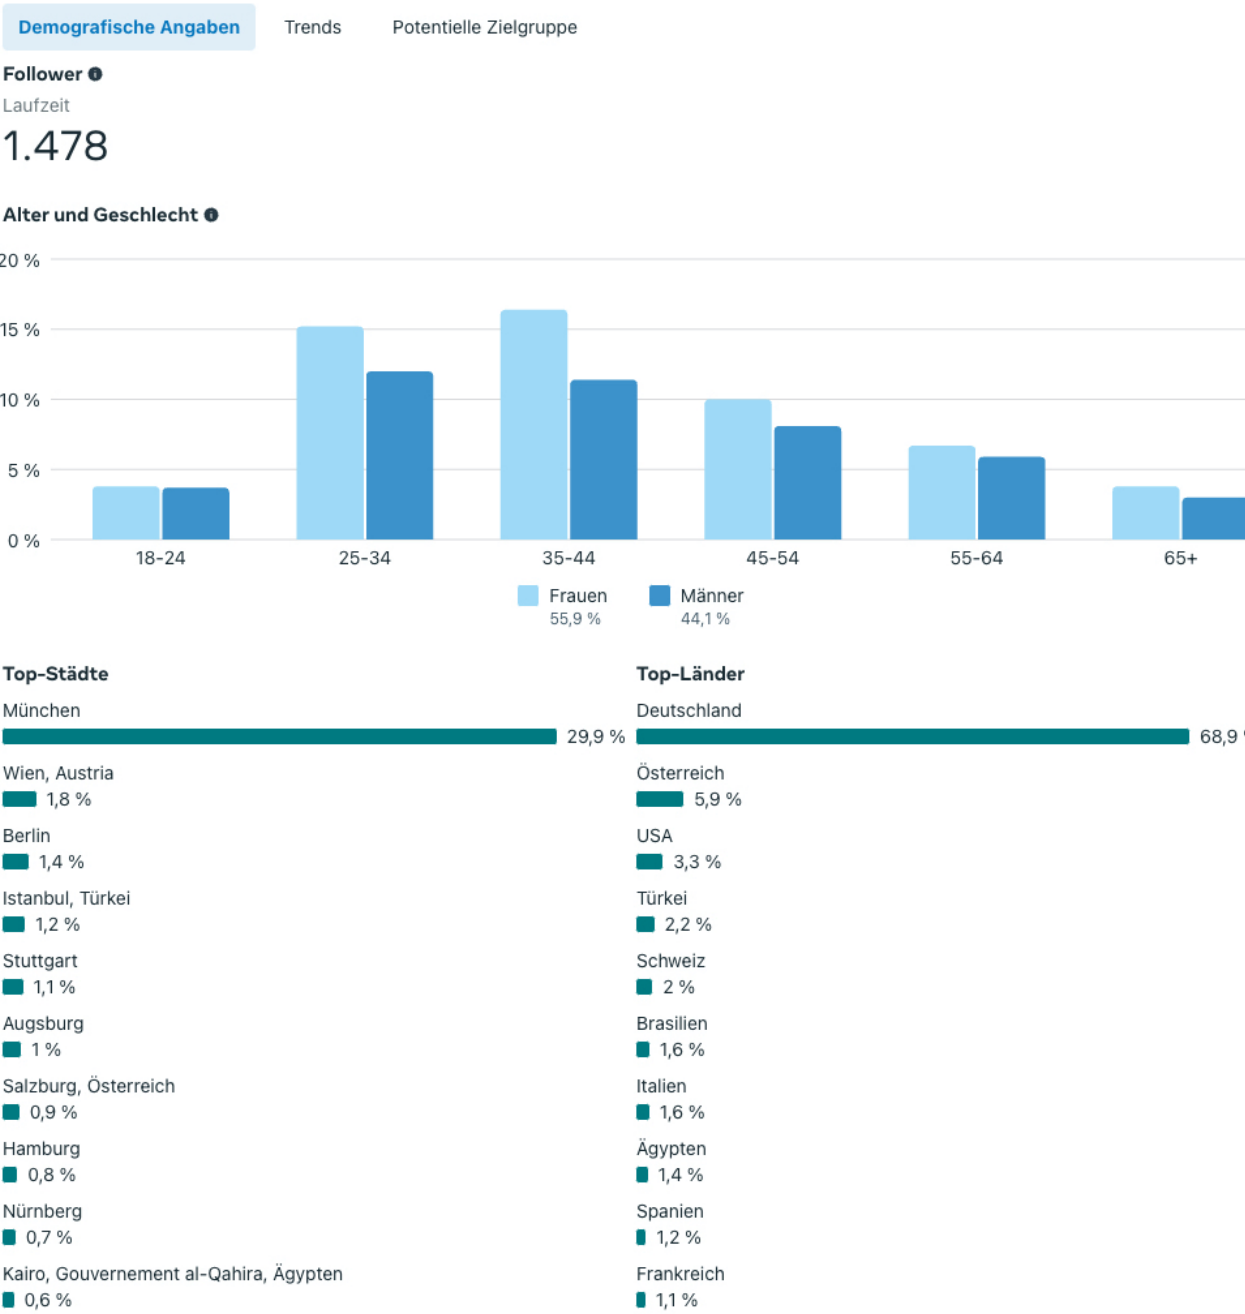 Demografische Angaben Trends Potentielle Zielgruppe
Follower
Laufzeit
1.478
Alter und Geschlecht
20 %
15 %
10 %
5 %
0 %
18-24 25-34 35-44 45-54 55-64 65+
Frauen Männer
55,9 % 44,1 %
Top-Städte
München
29,9 %
Wien, Austria
1,8 %
Berlin
1,4 %
Istanbul, Türkei
1,2 %
Stuttgart
1,1 %
Augsburg
1 %
Salzburg, Österreich
0,9 %
Hamburg
0,8 %
Nürnberg
0,7 %
Kairo, Gouvernement al-Qahira, Ägypten
0,6 %
Top-Länder
Deutschland
68,9
Österreich
5,9 %
USA
3,3 %
Türkei
2,2 %
Schweiz
2 %
Brasilien
1,6 %
Italien
1,6 %
Ägypten
1,4 %
Spanien
1,2 %
Frankreich
1,1 %